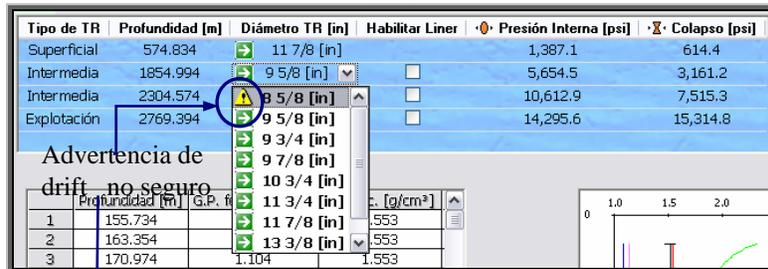 Tipo de TR Profundidad [m] Diámetro TR [in] Habilitar Liner Presión Interna [psi] Colapso [psi]
Superficial 574.834 11 7/8 [in] 1,387.1 614.4
Intermedia 1854.994 9 5/8 [in] 5,654.5 3,161.2
Intermedia 2304.574 10,612.9 7,515.3
Explotación 2769.394 14,295.6 15,314.8
8 5/8 [in]
9 5/8 [in]
9 3/4 [in]
9 7/8 [in]
10 3/4 [in]
11 3/4 [in]
11 7/8 [in]
13 3/8 [in]
Advertencia de
drift no seguro
Profundidad [m] G.P. c. [g/cm³]
1 155.734 .553
2 163.354 .553
3 170.974 1.104 1.553
1.0 1.5 2.0
0